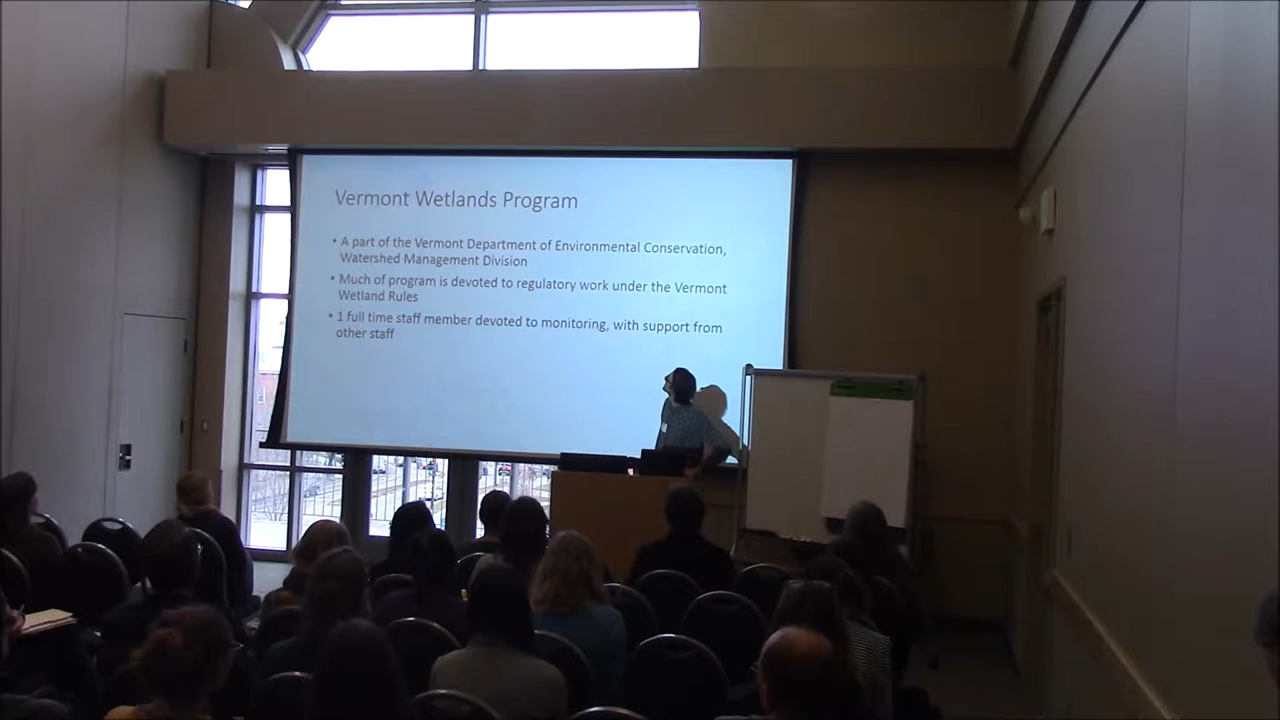 Vermont Wetlands Program
• A part of the Vermont Department of Environmental Conservation,
Watershed Management Division
• Much of program is devoted to regulatory work under the Vermont
Wetland Rules
• 1 full time staff member devoted to monitoring, with support from
other staff